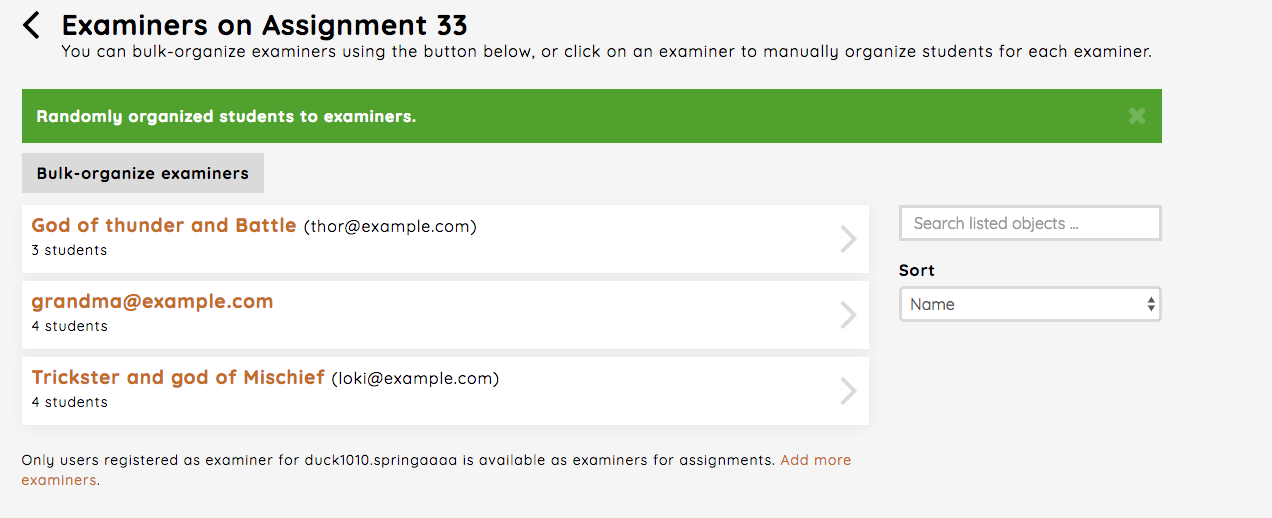 Examiners on Assignment 33
You can bulk-organize examiners using the button below, or click on an examiner to manually organize students for each examiner.
Randomly organized students to examiners.
Bulk-organize examiners
God of thunder and Battle (thor@example.com)
3 students
grandma@example.com
4 students
Trickster and god of Mischief (loki@example.com)
4 students
Search listed objects ...
Sort
Name
Only users registered as examiner for duck1010.springaaaa is available as examiners for assignments. Add more
examiners.